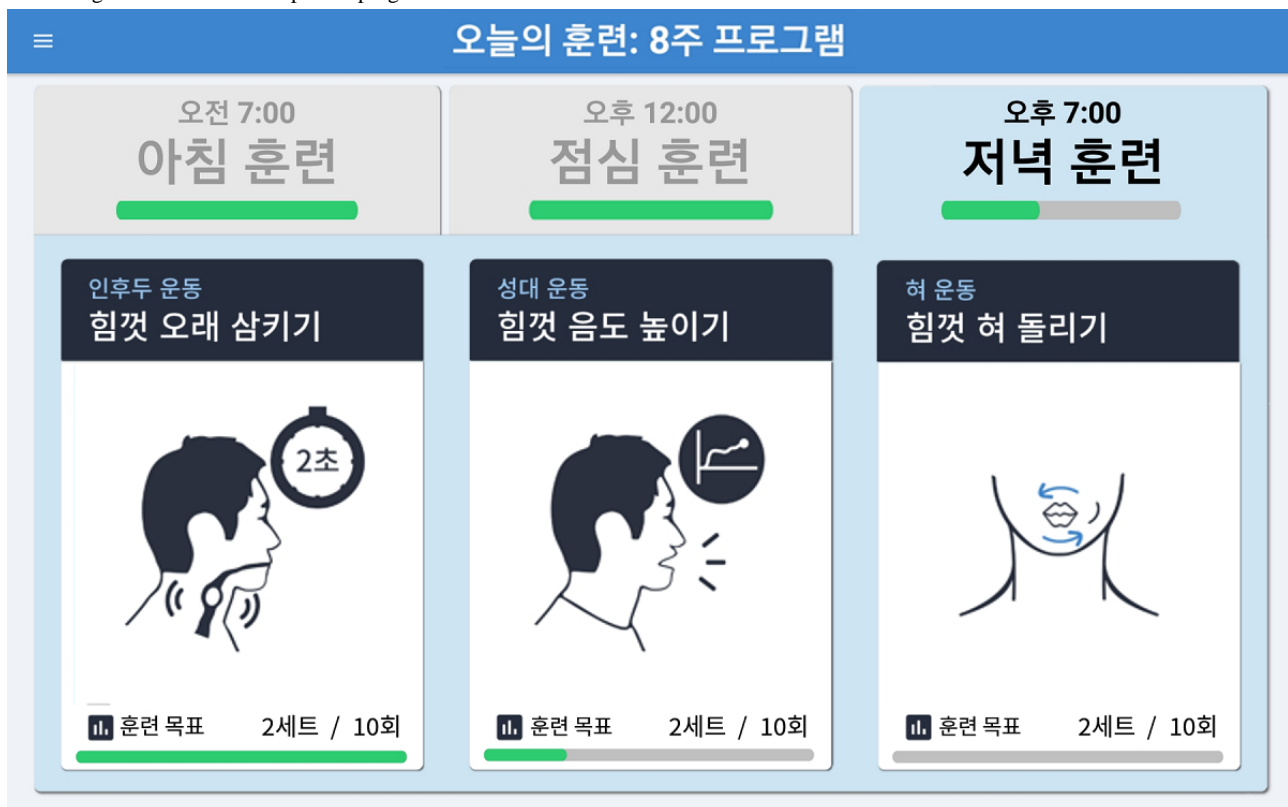 오늘의 훈련: 8주 프로그램
오전 7:00
아침 훈련
오후 12:00
점심 훈련
오후 7:00
저녁 훈련
인후두 운동
힘껏 오래 삼키기
2초
훈련 목표 2세트 / 10회
성대 운동
힘껏 음도 높이기
훈련 목표 2세트 / 10회
혀 운동
힘껏 혀 돌리기
훈련 목표 2세트 / 10회